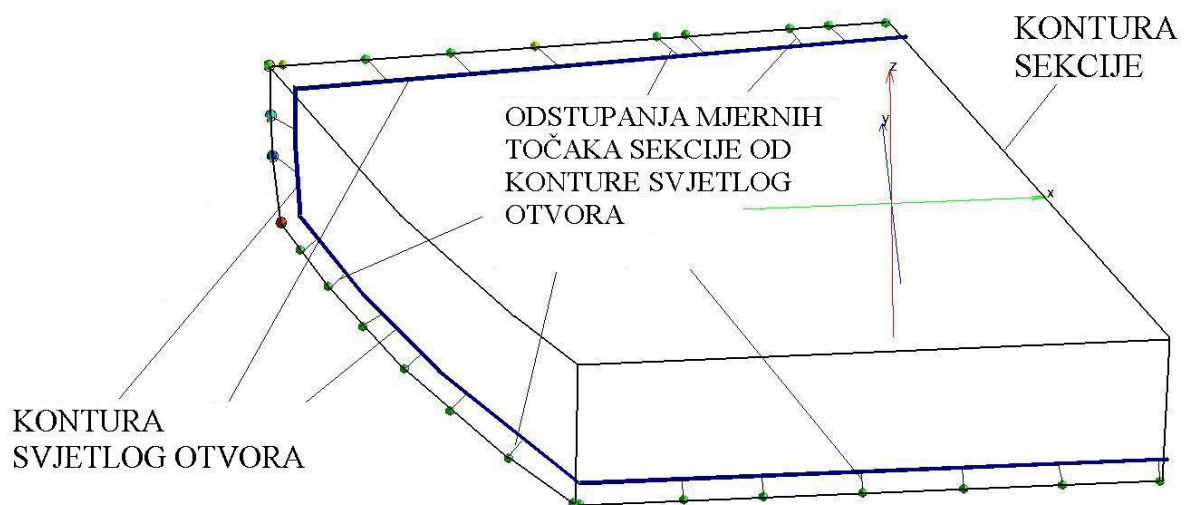 KONTURA
SEKCIJE
ODSTUPANJA MJERNIH
TOČAKA SEKCIJE OD
KONTURE SVJETLOG
OTVORA
z
y
x
KONTURA
SVJETLOG OTVORA